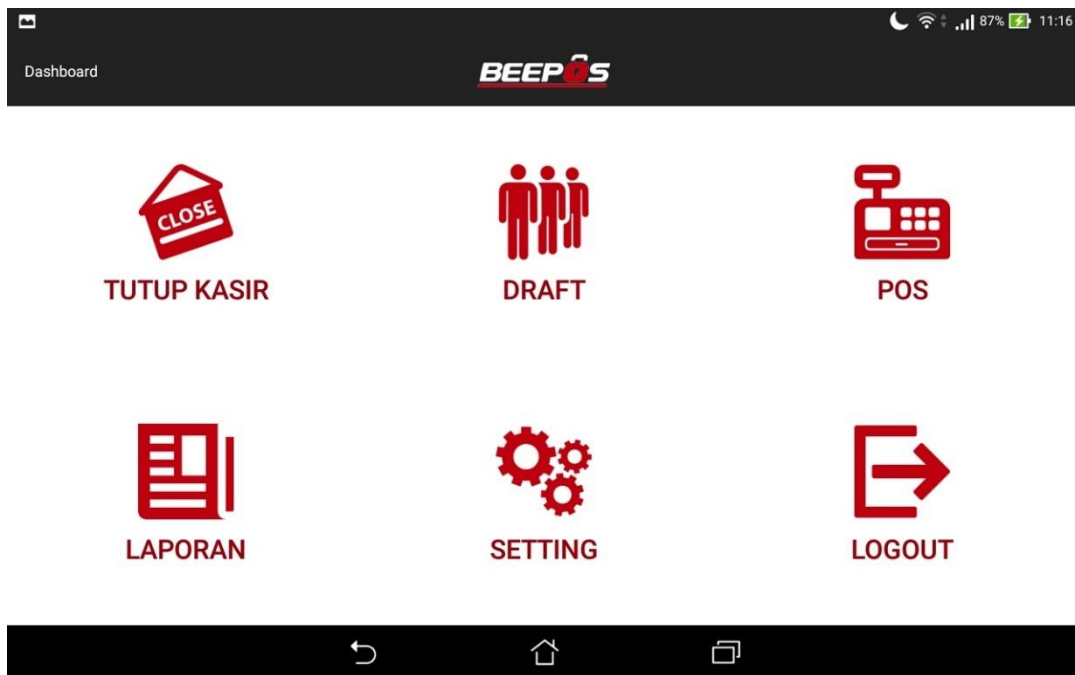 87% 11:16
Dashboard BEEPOS
CLOSE
TUTUP KASIR DRAFT POS
LAPORAN SETTING LOGOUT